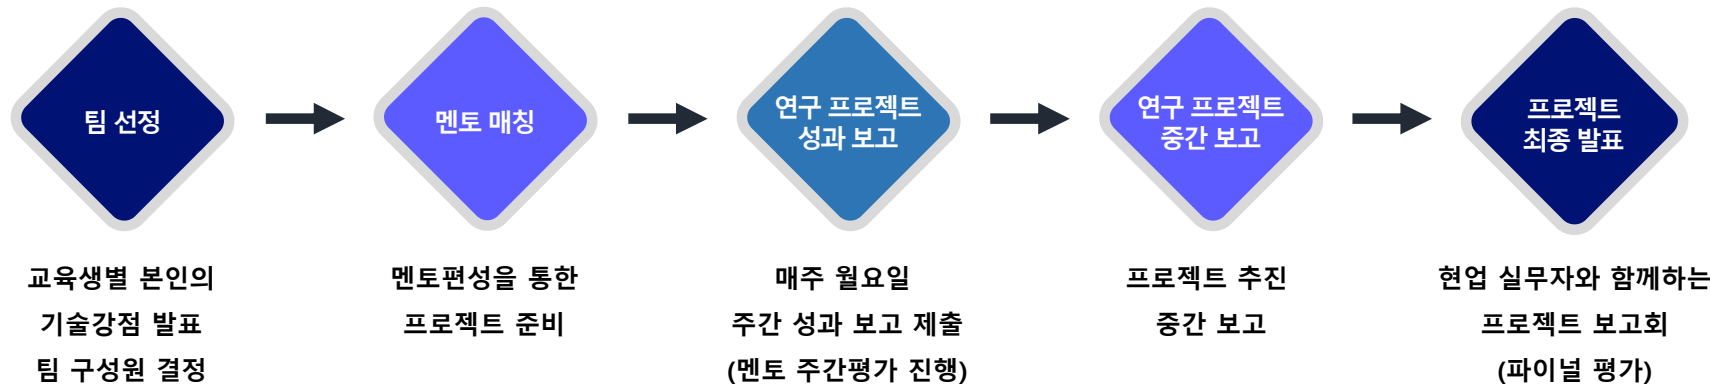 팀 선정
멘토 매칭
연구 프로젝트
성과 보고
연구 프로젝트
중간 보고
프로젝트
최종 발표
교육생별 본인의
기술강점 발표
팀 구성원 결정
멘토편성을 통한
프로젝트 준비
매주 월요일
주간 성과 보고 제출
(멘토 주간평가 진행)
프로젝트 추진
중간 보고
현업 실무자와 함께하는
프로젝트 보고회
(파이널 평가)